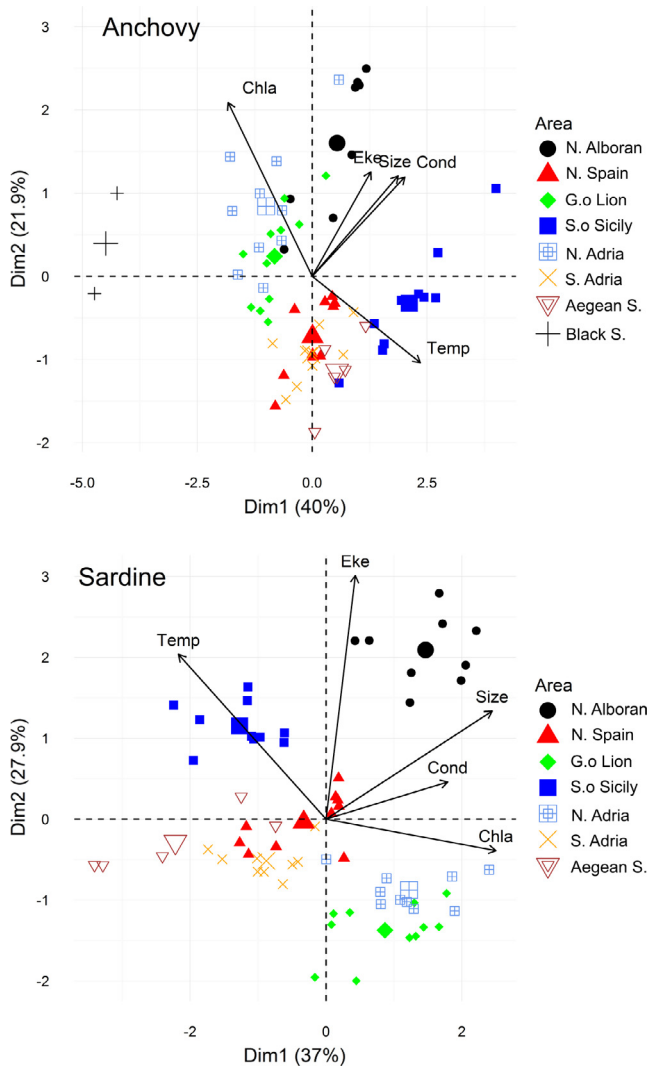 Anchovy
3
2
1
0
-1
-2
Dim2 (21.9%)
Chla
Eke
Size
Cond
Temp
-5.0
-2.5
0.0
2.5
Dim1 (40%)
Area
N. Alboran
N. Spain
G.o Lion
S.o Sicily
N. Adria
S. Adria
Aegean S.
Black S.
Sardine
3
2
1
0
-1
-2
Dim2 (27.9%)
Eke
Temp
Size
Cond
Chla
-2
0
2
Dim1 (37%)
Area
N. Alboran
N. Spain
G.o Lion
S.o Sicily
N. Adria
S. Adria
Aegean S.